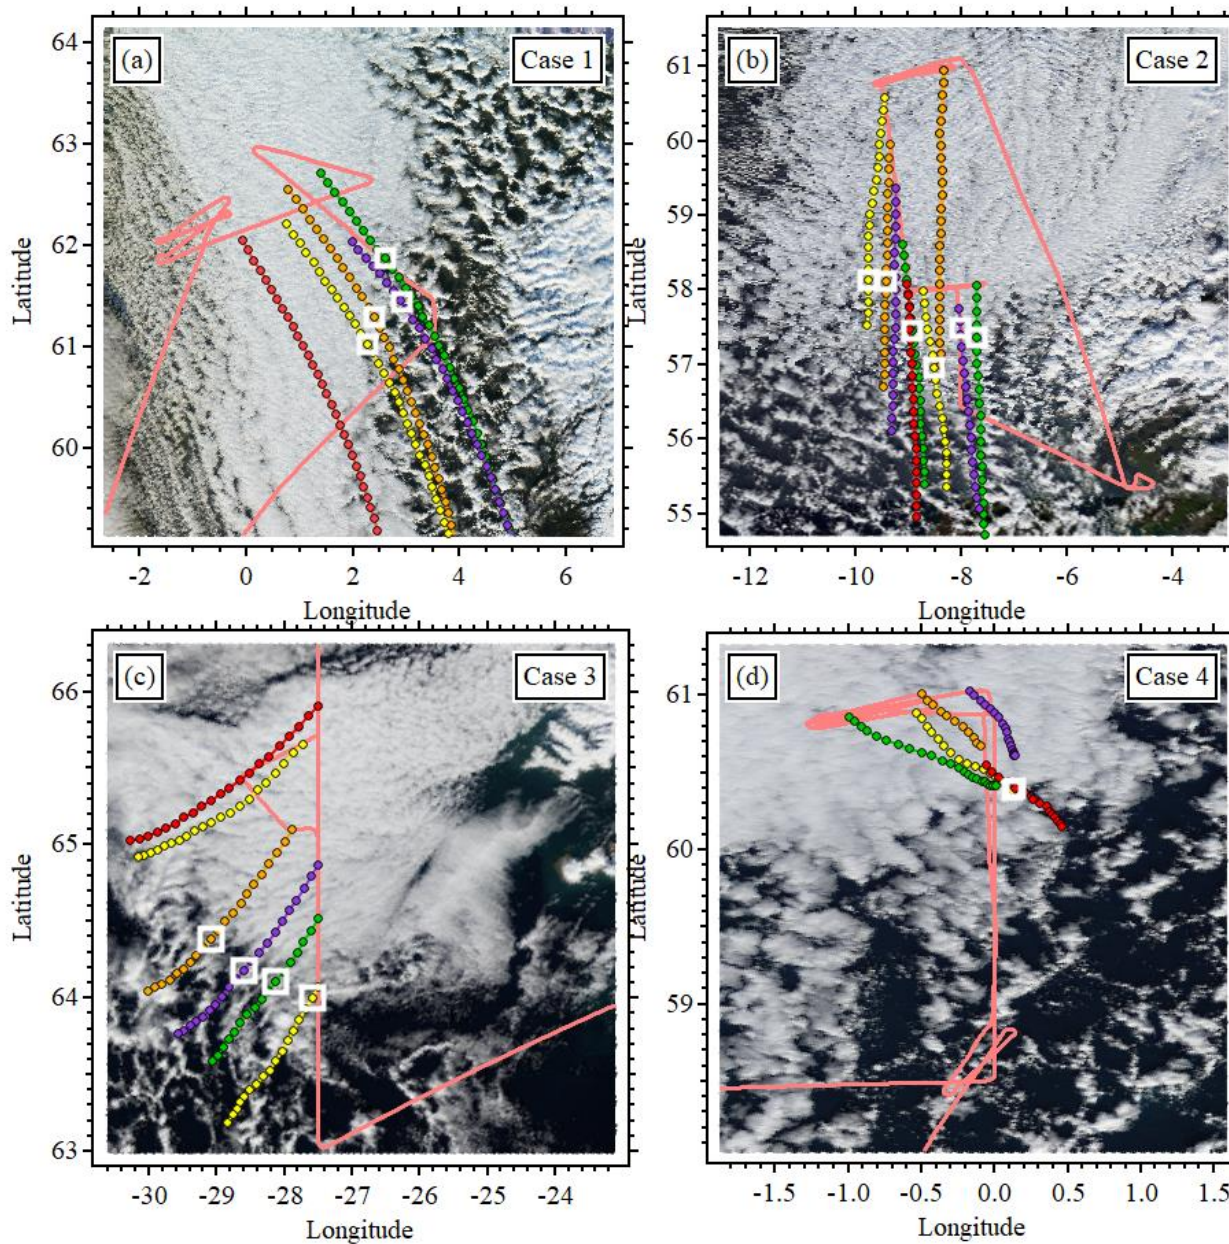 (a) Case 1
64
63
62
61
60
Latitude
-2 0 2 4 6
Longitude
(b) Case 2
61
60
59
58
57
56
55
Latitude
-12 -10 -8 -6 -4
Longitude
(c) Case 3
66
65
64
63
Latitude
-30 -29 -28 -27 -26 -25 -24
Longitude
(d) Case 4
61
60
59
Latitude
-1.5 -1.0 -0.5 0.0 0.5 1.0 1.5
Longitude